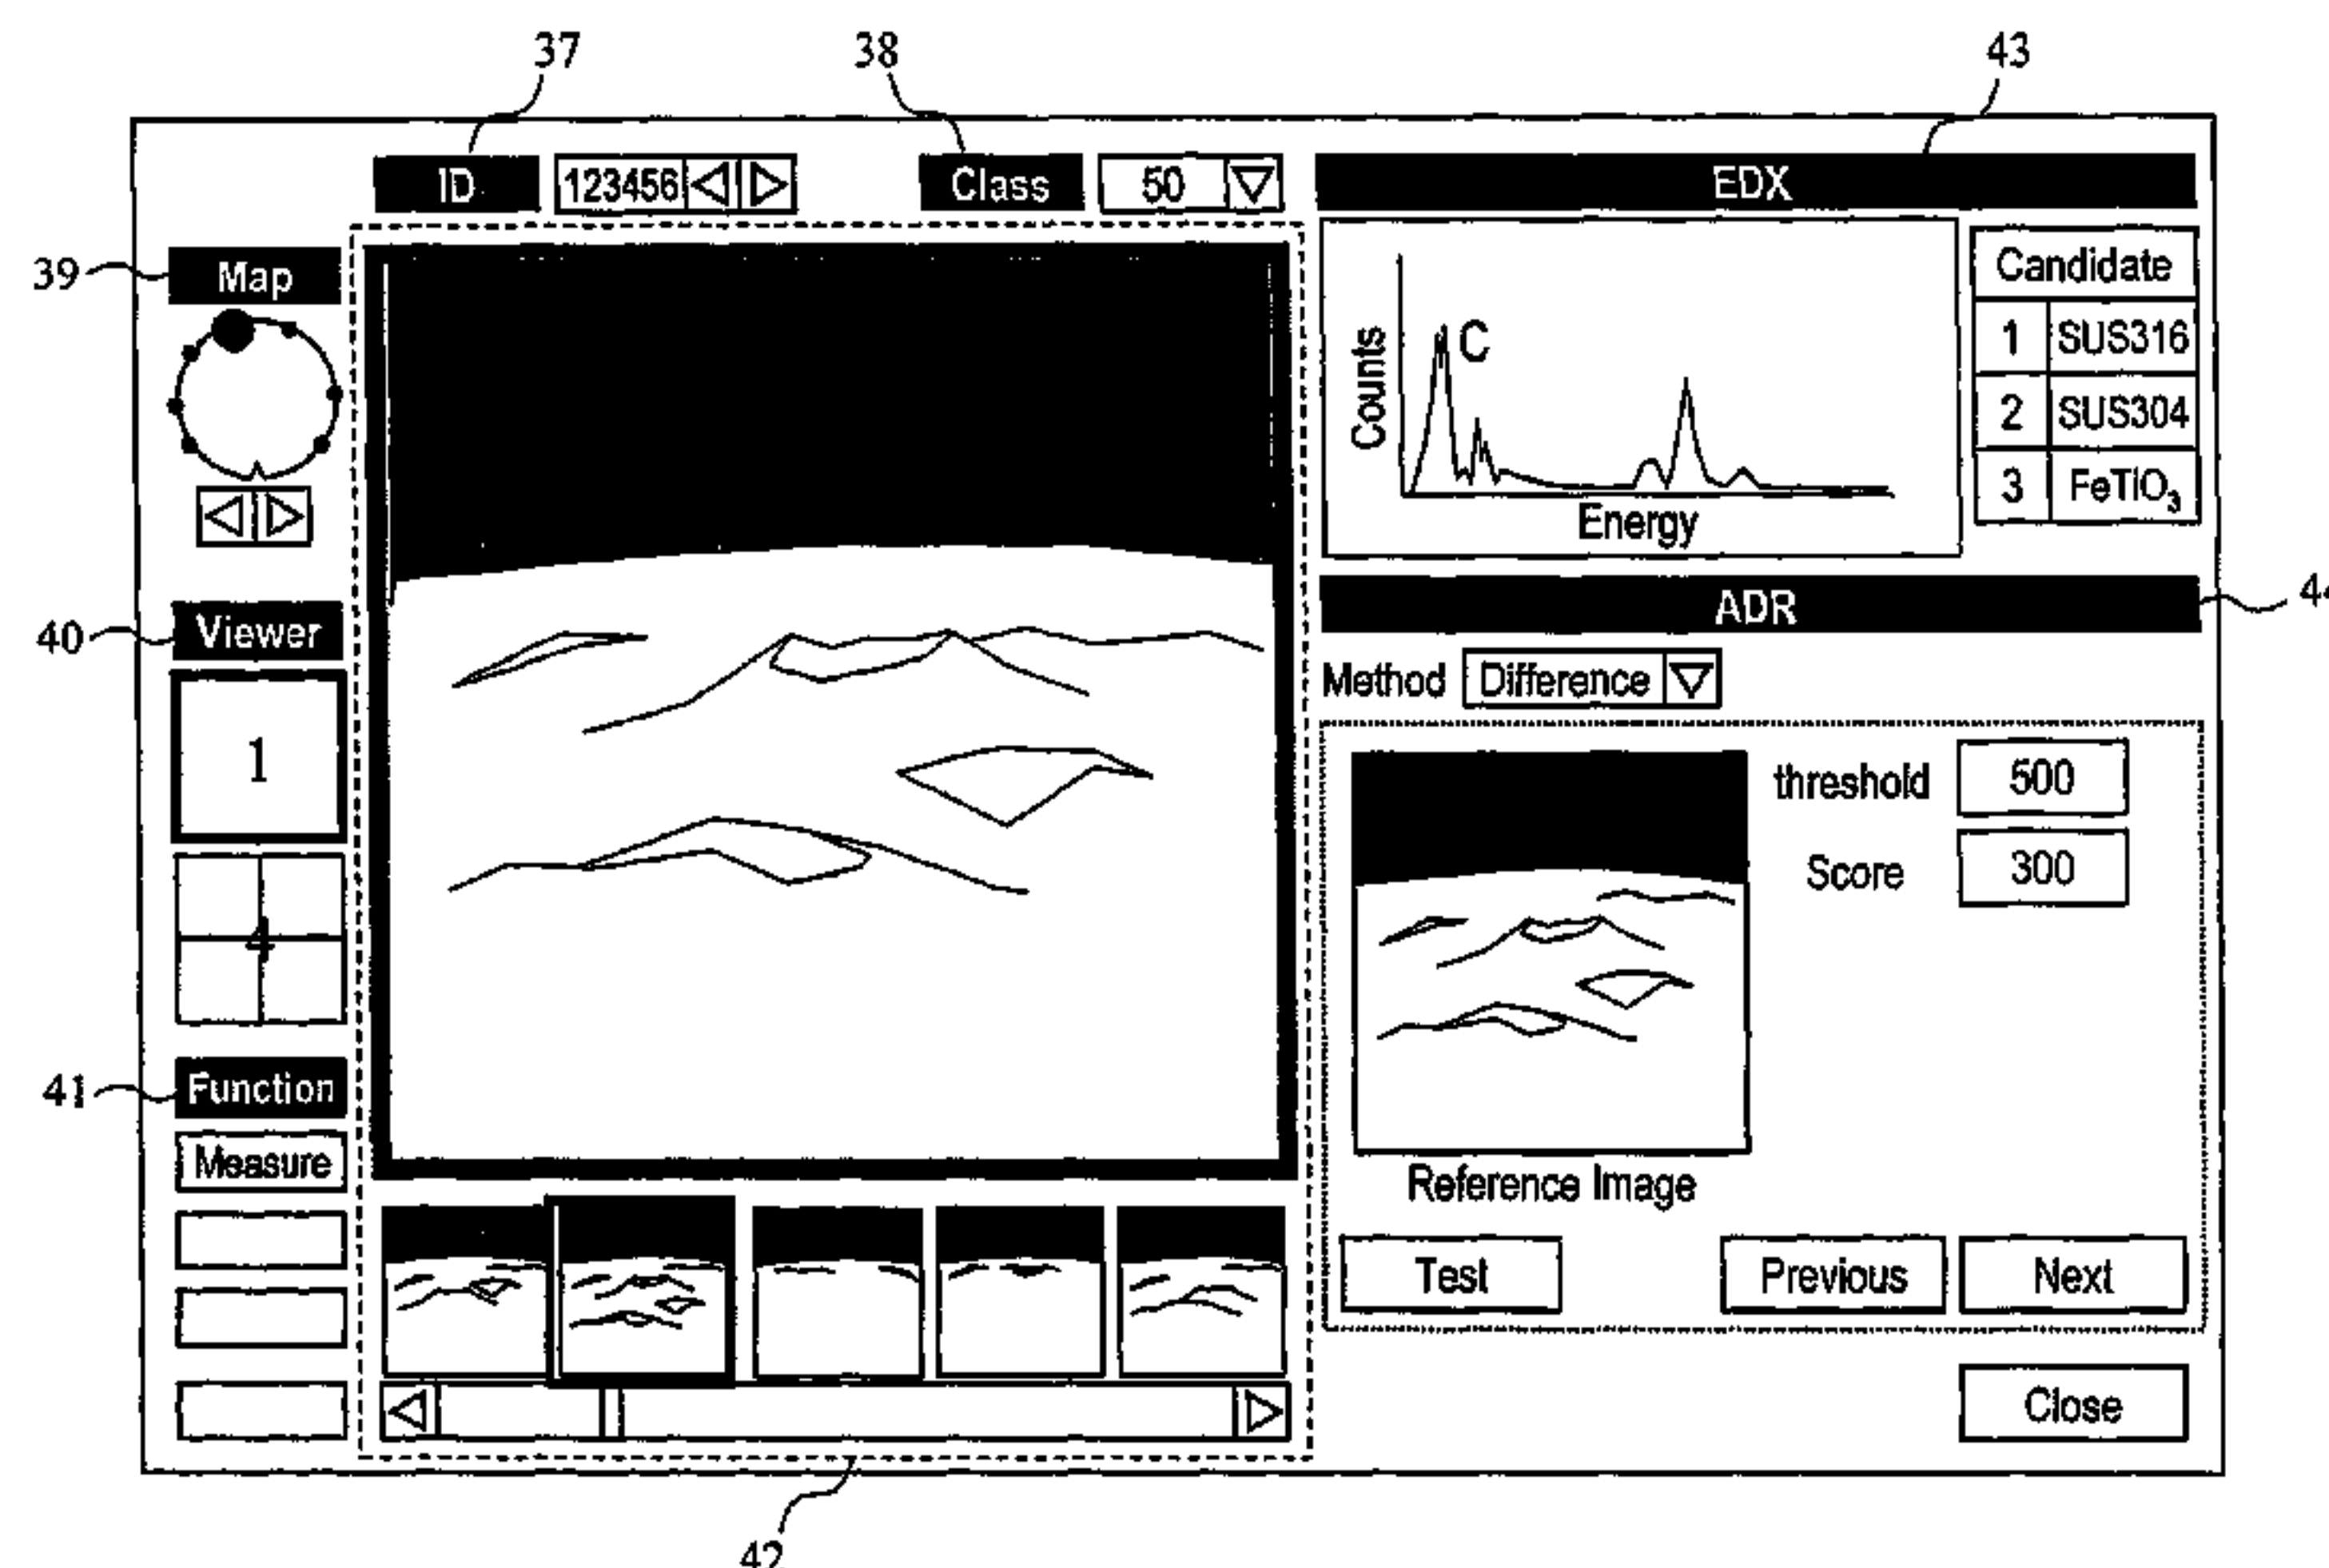 37
38
43
ID
123456
Class
50
EDX
39
Map
Counts
C
Energy
Candidate
1 SUS316
2 SUS304
3 FeTiO3
40
Viewer
1
4
ADR
44
Method
Difference
threshold
500
Score
300
Reference Image
41
Function
Measure
Test
Previous
Next
Close
42